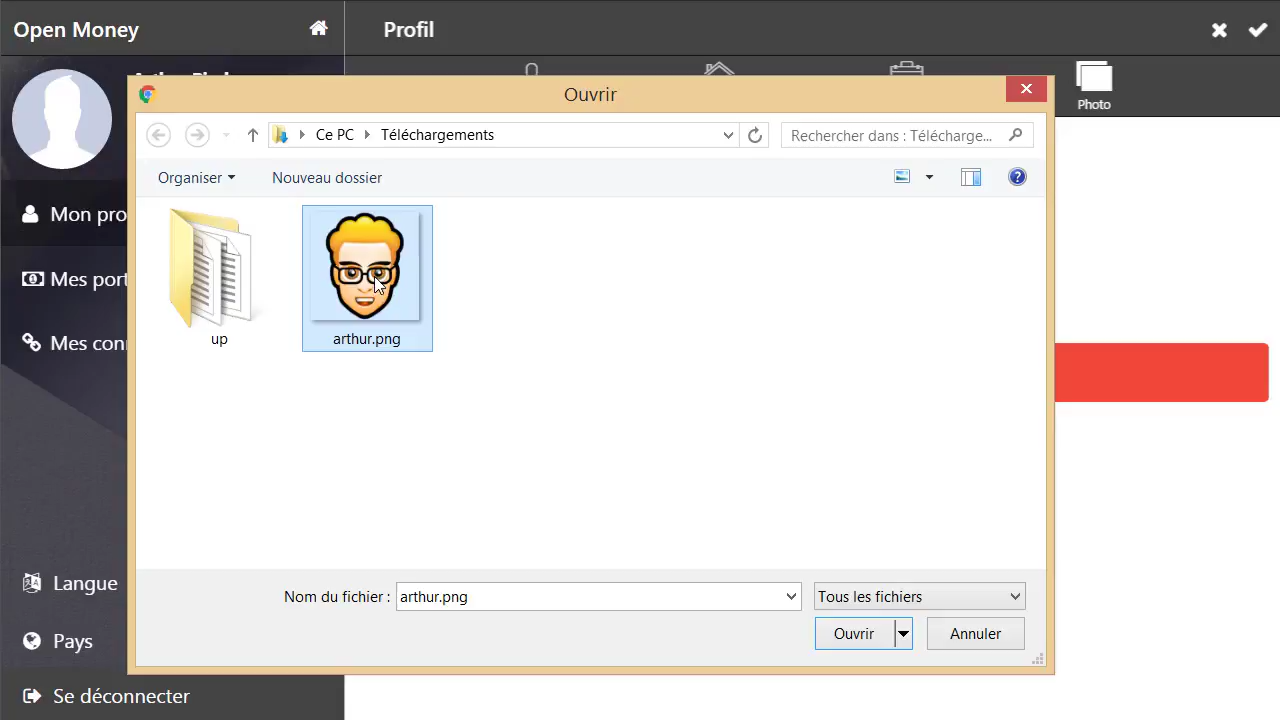 Open Money
Profil
Photo
Ouvrir
Ce PC
Téléchargements
Rechercher dans : Télécharge...
Organiser
Nouveau dossier
Mon pro
Mes port
Mes con
up
arthur.png
Langue
Nom du fichier :
arthur.png
Tous les fichiers
Ouvrir
Annuler
Pays
Se déconnecter